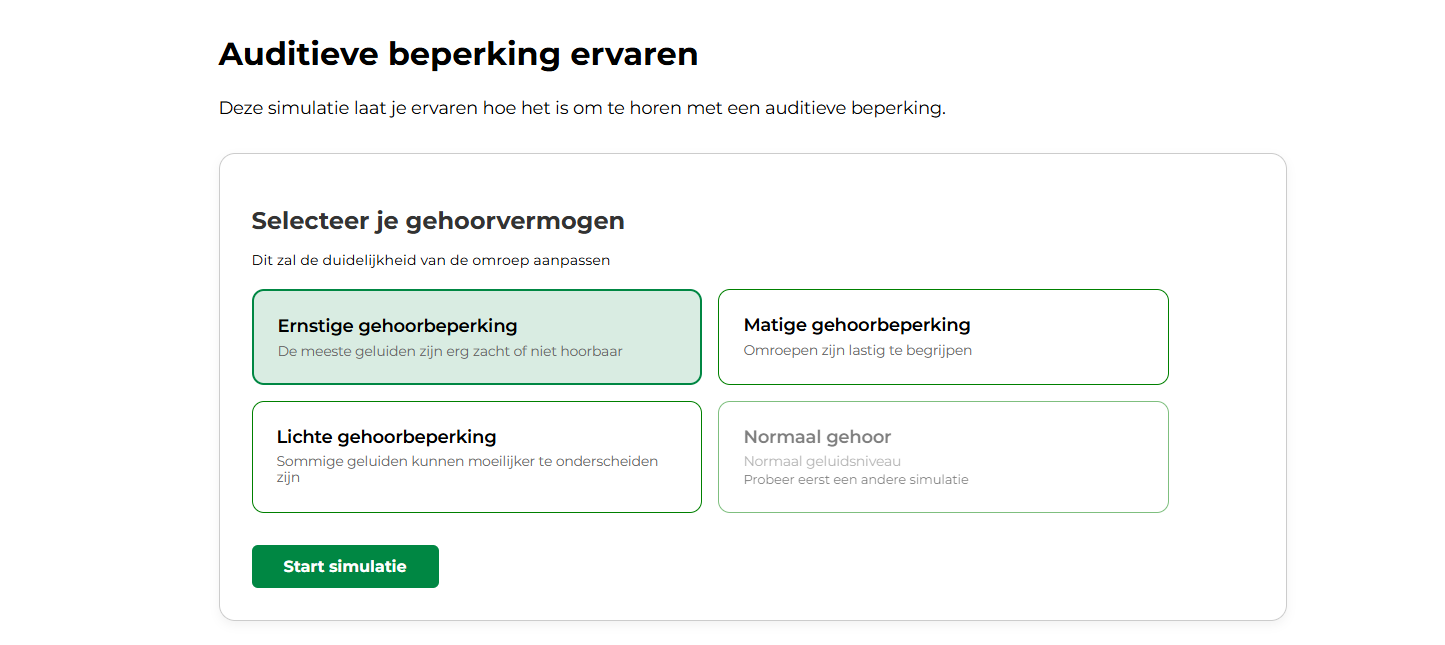 Auditieve beperking ervaren
Deze simulatie laat je ervaren hoe het is om te horen met een auditieve beperking.
Selecteer je gehoorvermogen
Dit zal de duidelijkheid van de omroep aanpassen
Ernstige gehoorbeperking
De meeste geluiden zijn erg zacht of niet hoorbaar
Matige gehoorbeperking
Omroepen zijn lastig te begrijpen
Lichte gehoorbeperking
Sommige geluiden kunnen moeilijker te onderscheiden
zijn
Normaal gehoor
Normaal geluidsniveau
Probeer eerst een andere simulatie
Start simulatie